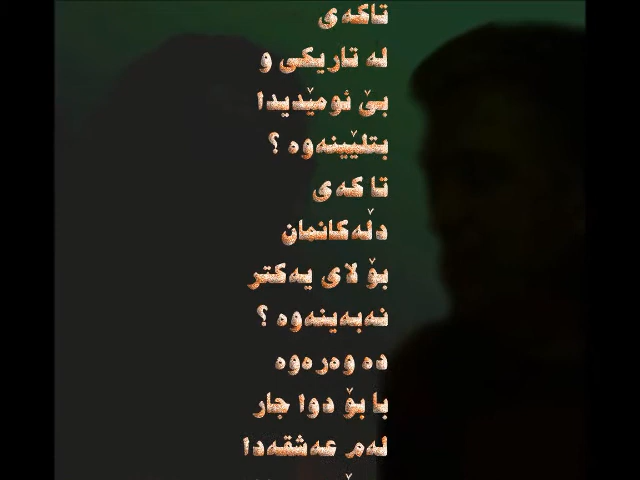 تاکەی
لە تاریکی و
بێ ئومێدیدا
بتلێینەوە ؟
تا کەی
دڵەکانمان
بۆ لای یەکتر
نەبەینەوە ؟
دە وەرەوە
با بۆ دوا جار
لەم عەشقەدا